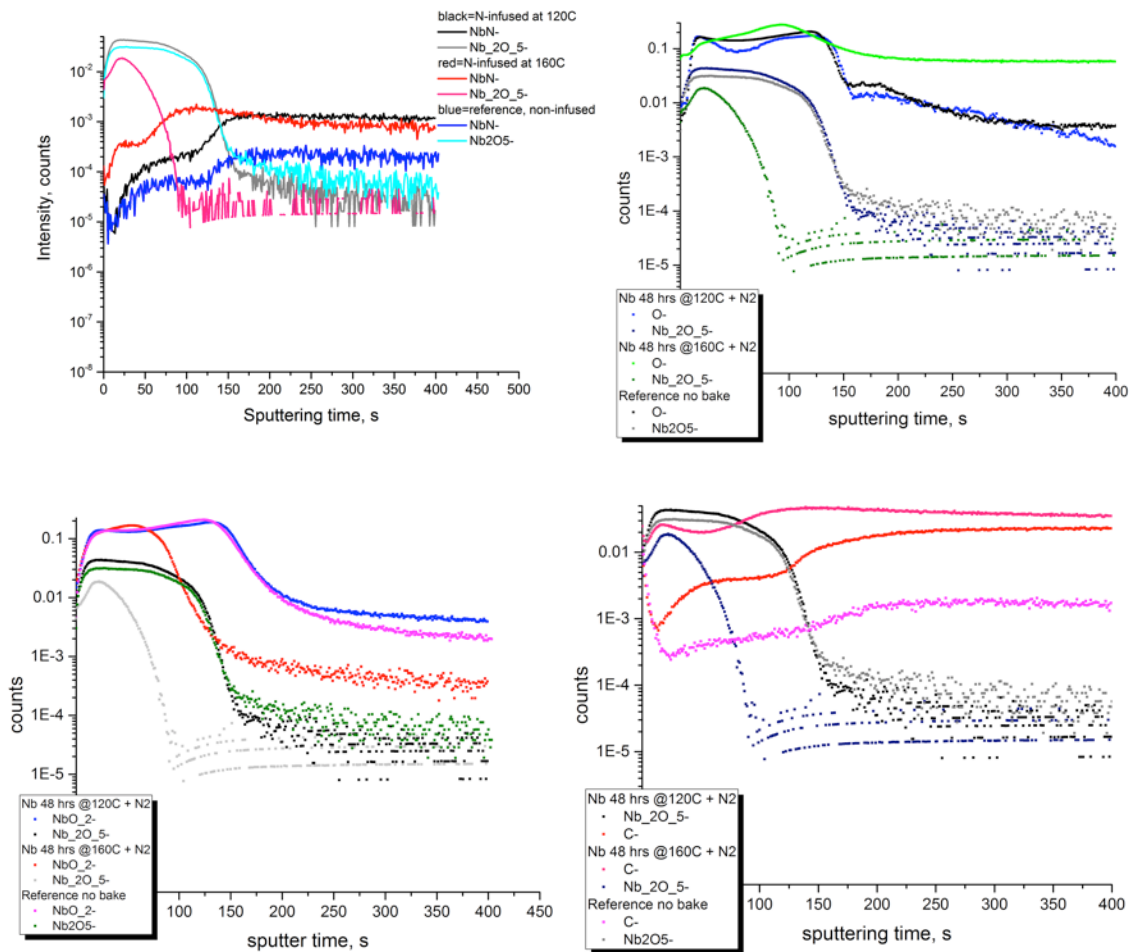 black=N-infused at 120C
NbN-
Nb_2O_5-
red=N-infused at 160C
NbN-
Nb_2O_5-
blue=reference, non-infused
NbN-
Nb2O5-
10^-2
10^-3
10^-4
10^-5
10^-6
10^-7
10^-8
Intensity, counts
0 50 100 150 200 250 300 350 400 450 500
Sputtering time, s
0.1
0.01
1E-3
1E-4
1E-5
counts
Nb 48 hrs @120C + N2
O-
Nb_2O_5-
Nb 48 hrs @160C + N2
O-
Nb_2O_5-
Reference no bake
O-
Nb2O5-
100 150 200 250 300 350 400
sputtering time, s
0.1
0.01
1E-3
1E-4
1E-5
counts
Nb 48 hrs @120C + N2
NbO_2-
Nb_2O_5-
Nb 48 hrs @160C + N2
NbO_2-
Nb_2O_5-
Reference no bake
NbO_2-
Nb2O5-
100 150 200 250 300 350 400 450
sputter time, s
0.01
1E-3
1E-4
1E-5
counts
Nb 48 hrs @120C + N2
Nb_2O_5-
C-
Nb 48 hrs @160C + N2
C-
Nb_2O_5-
Reference no bake
C-
Nb2O5-
100 150 200 250 300 350 400
sputtering time, s